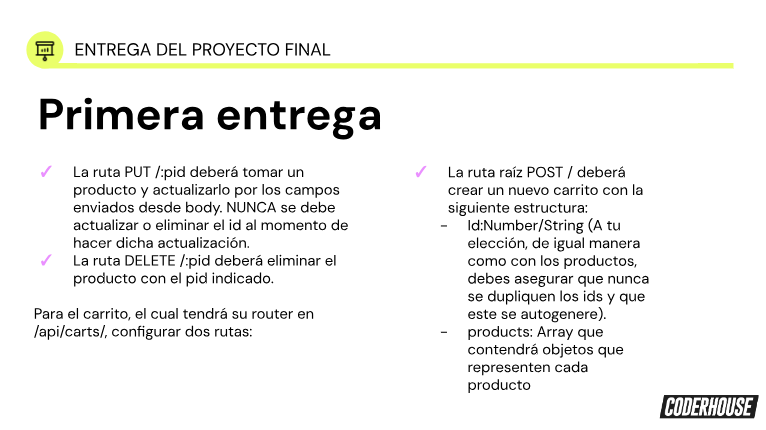 ENTREGA DEL PROYECTO FINAL
Primera entrega
✓ La ruta PUT /:pid deberá tomar un
producto y actualizarlo por los campos
enviados desde body. NUNCA se debe
actualizar o eliminar el id al momento de
hacer dicha actualización.
✓ La ruta DELETE /:pid deberá eliminar el
producto con el pid indicado.
Para el carrito, el cual tendrá su router en
/api/carts/, configurar dos rutas:
✓ La ruta raíz POST / deberá
crear un nuevo carrito con la
siguiente estructura:
- Id:Number/String (A tu
elección, de igual manera
como con los productos,
debes asegurar que nunca
se dupliquen los ids y que
este se autogenere).
- products: Array que
contendrá objetos que
representen cada
producto
CODERHOUSE